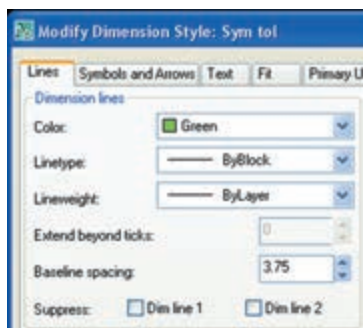 Modify Dimension Style: Sym tol
Lines Symbols and Arrows Text Fit Primary U
Dimension lines
Color: Green
Linetype: ByBlock
Lineweight: ByLayer
Extend beyond ticks: 0
Baseline spacing: 3.75
Suppress: Dim line 1 Dim line 2